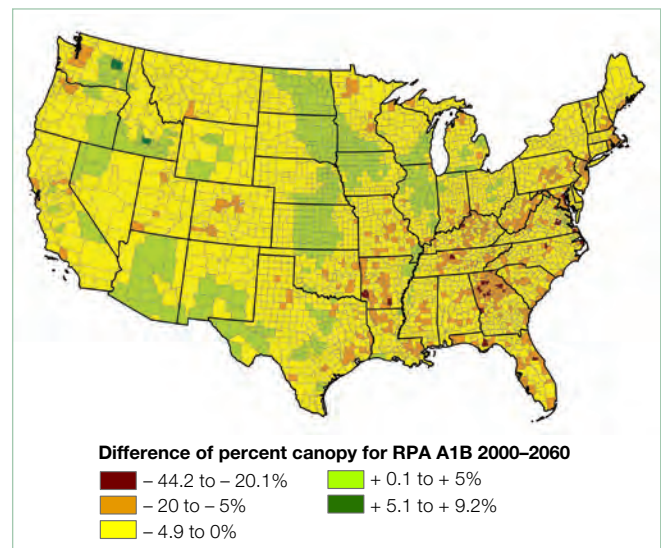 Difference of percent canopy for RPA A1B 2000–2060
– 44.2 to – 20.1%
– 20 to – 5%
– 4.9 to 0%
+ 0.1 to + 5%
+ 5.1 to + 9.2%